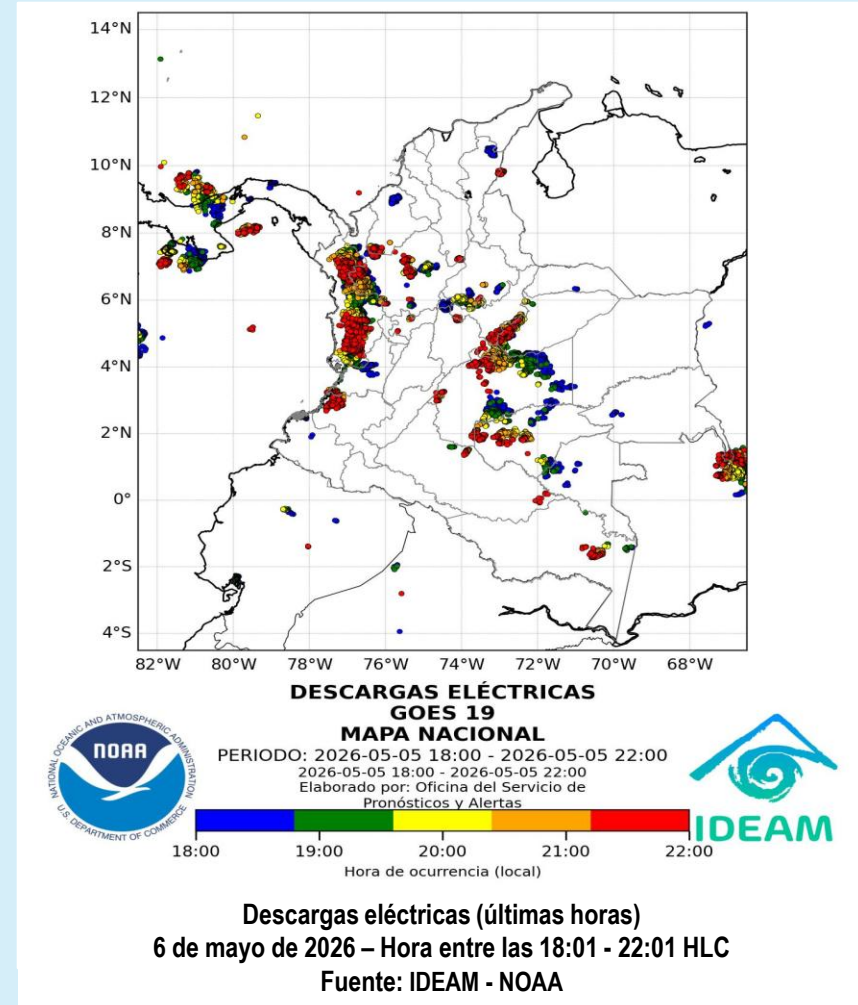 14°N
12°N
10°N
8°N
6°N
4°N
2°N
0°
2°S
4°S
82°W 80°W 78°W 76°W 74°W 72°W 70°W 68°W
DESCARGAS ELÉCTRICAS
GOES 19
MAPA NACIONAL
PERIODO: 2026-05-05 18:00 - 2026-05-05 22:00
2026-05-05 18:00 - 2026-05-05 22:00
Elaborado por: Oficina del Servicio de
Pronósticos y Alertas
NATIONAL OCEANIC AND ATMOSPHERIC ADMINISTRATION
NOAA
U.S. DEPARTMENT OF COMMERCE
IDEAM
18:00 19:00 20:00 21:00 22:00
Hora de ocurrencia (local)
Descargas eléctricas (últimas horas)
6 de mayo de 2026 – Hora entre las 18:01 - 22:01 HLC
Fuente: IDEAM - NOAA